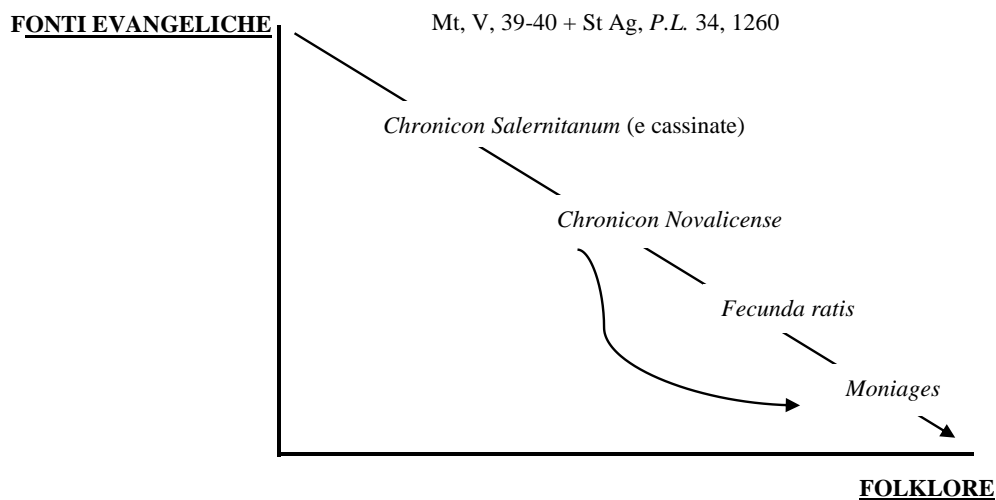 FONTI EVANGELICHE
Mt, V, 39-40 + St Ag, P.L. 34, 1260
Chronicon Salernitanum (e cassinate)
Chronicon Novalicense
Fecunda ratis
Moniages
FOLKLORE